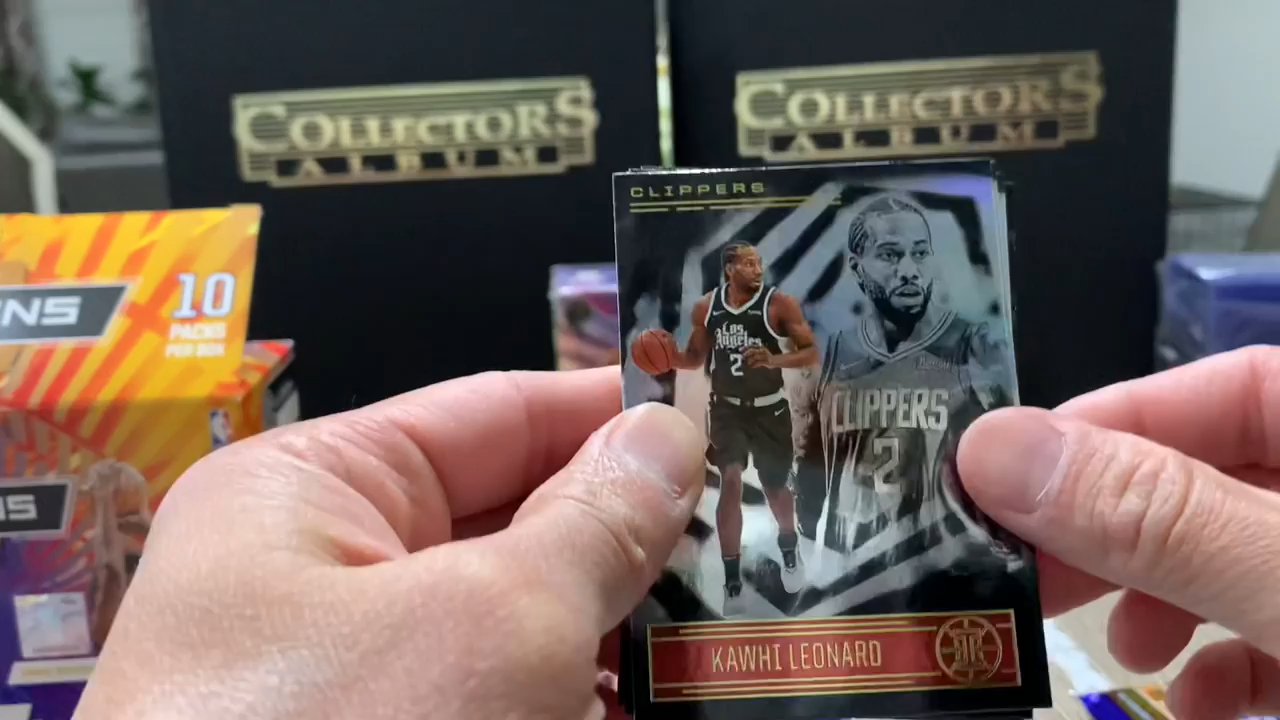 COLLECTORS
ALBUM
COLLECTORS
ALBUM
CLIPPERS
NS
10
PACKS
PER BOX
Los
Angeles
2
CLIPPERS
2
NS
KAWHI LEONARD